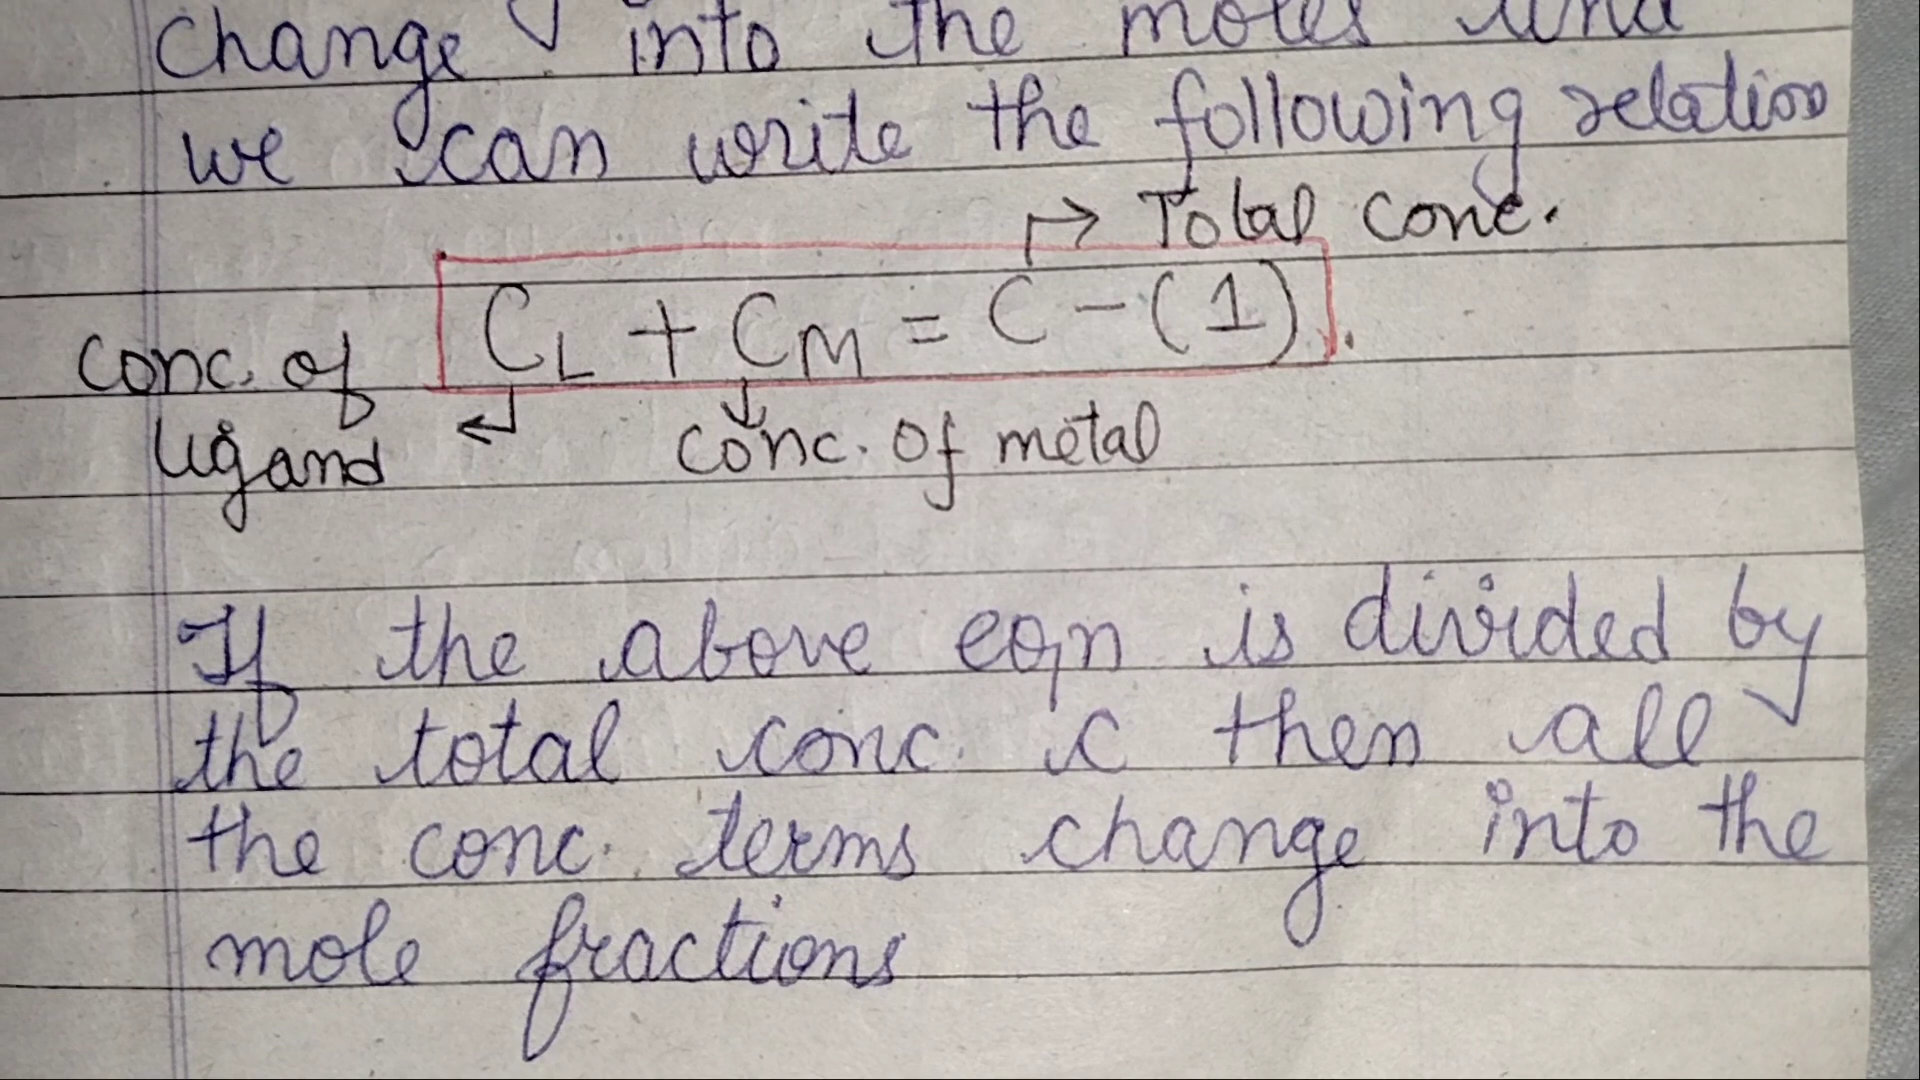 change into the moles and
we can write the following relation
→ Total conc.
CL + CM = C - (1).
conc. of
ligand
conc. of metal
If the above eqn is divided by
the total conc. c then all
the conc. terms change into the
mole fractions